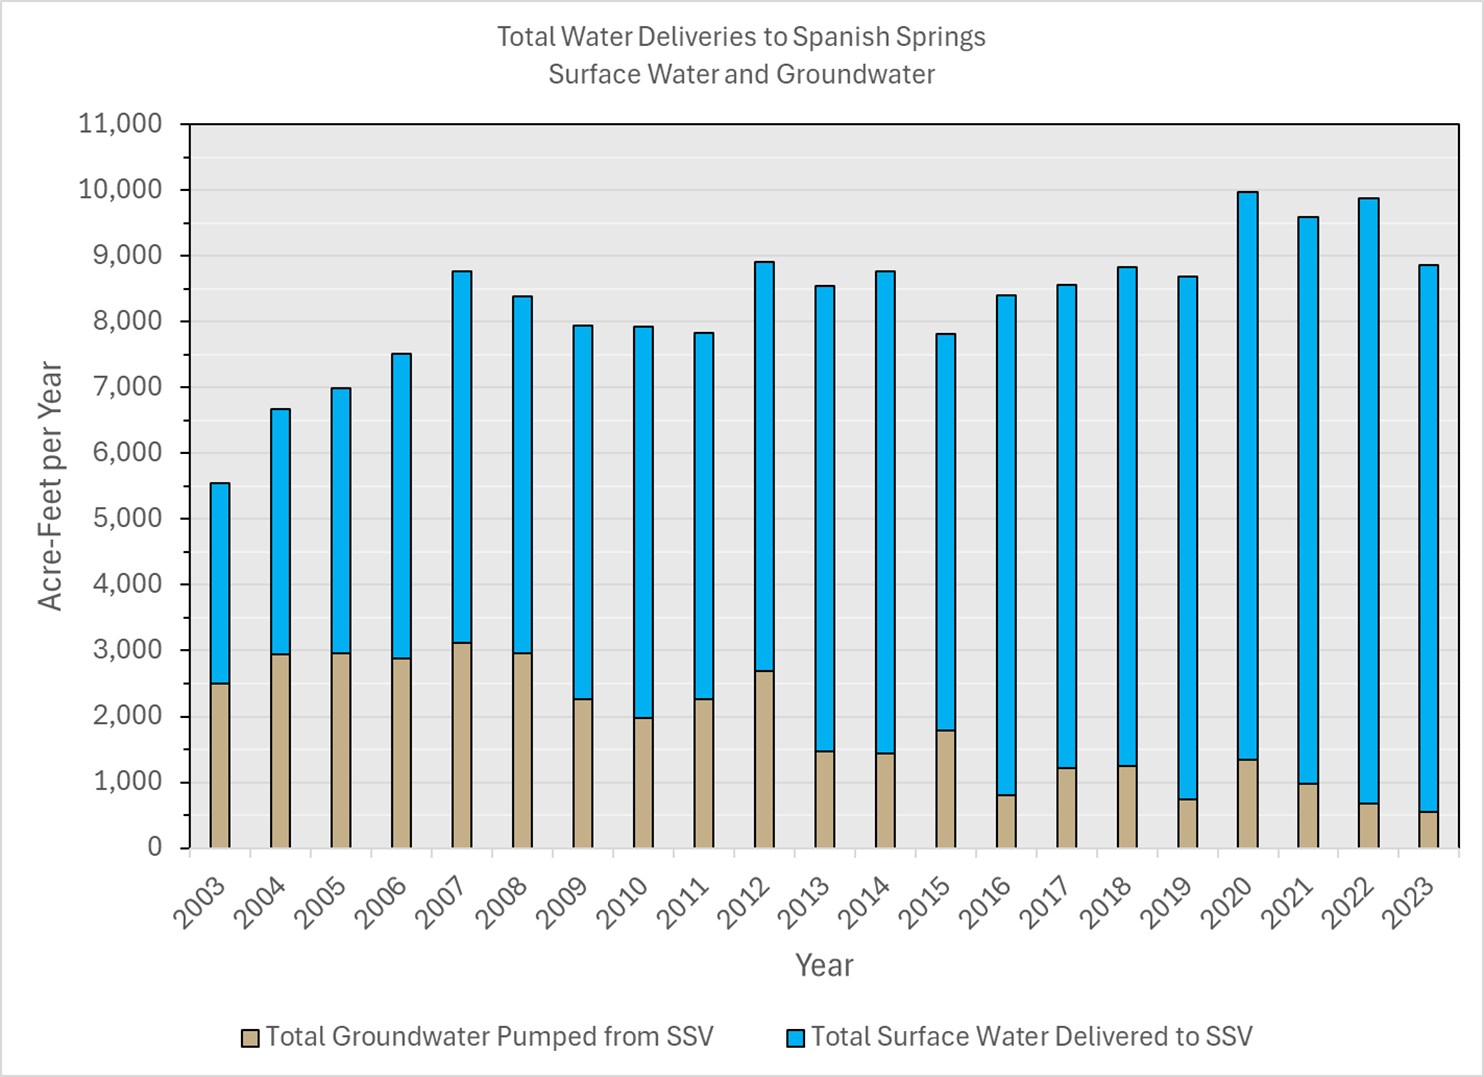 Total Water Deliveries to Spanish Springs
Surface Water and Groundwater
11,000
10,000
9,000
8,000
7,000
6,000
5,000
4,000
3,000
2,000
1,000
0
Acre-Feet per Year
2003 2004 2005 2006 2007 2008 2009 2010 2011 2012 2013 2014 2015 2016 2017 2018 2019 2020 2021 2022 2023
Year
Total Groundwater Pumped from SSV Total Surface Water Delivered to SSV